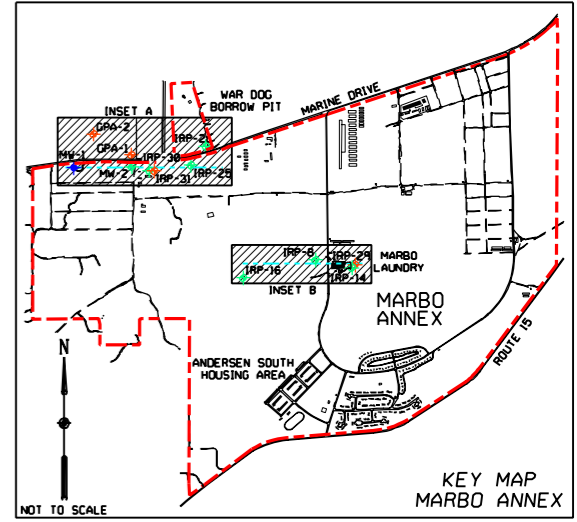 WAR DOG
BORROW PIT
MARINE DRIVE
INSET A
GPA-2
GPA-1
IRP-30
MW-1
MW-2
IRP-31
IRP-25
IRP-8
IRP-29
MARBO
LAUNDRY
IRP-16
IRP-14
INSET B
MARBO
ANNEX
ROUTE 15
ANDERSEN SOUTH
HOUSING AREA
N
NOT TO SCALE
KEY MAP
MARBO ANNEX